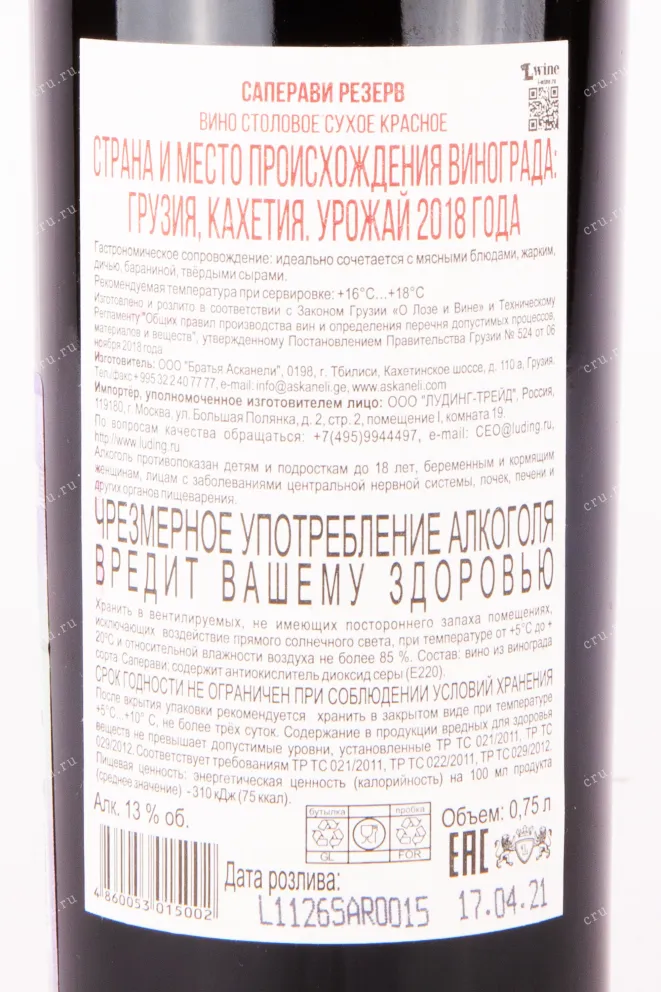 Lwine
САПЕРАВИ РЕЗЕРВ
ВИНО СТОЛОВОЕ СУХОЕ КРАСНОЕ
СТРАНА И МЕСТО ПРОИСХОЖДЕНИЯ ВИНОГРАДА:
ГРУЗИЯ, КАХЕТИЯ. УРОЖАЙ 2018 ГОДА
Гастрономическое сопровождение: идеально сочетается с мясными блюдами, жарким,
дичью, бараниной, твёрдыми сырами.
Рекомендуемая температура при сервировке: +16°С...+18°С
Изготовлено и розлито в соответствии с Законом Грузии «О Лозе и Вине» и Техническому
Регламенту "Общих правил производства вин и определения перечня допустимых процессов,
материалов и веществ", утвержденному Постановлением Правительства Грузии № 524 от 06
ноября 2018 года
Изготовитель: ООО "Братья Асканели", 0198, г. Тбилиси, Кахетинское шоссе, д. 110 а, Грузия.
Тел./факс +995 32 240 77 77, e-mail: info@askaneli.ge, www.askaneli.com
Импортер, уполномоченное изготовителем лицо: ООО "ЛУДИНГ-ТРЕЙД", Россия,
119180, г. Москва, ул. Большая Полянка, д. 2, стр. 2, помещение I, комната 19.
По вопросам качества обращаться: +7(495)9944497, e-mail: CEO@luding.ru,
http://www.luding.ru
Алкоголь противопоказан детям и подросткам до 18 лет, беременным и кормящим
женщинам, лицам с заболеваниями центральной нервной системы, почек, печени и
других органов пищеварения.
ЧРЕЗМЕРНОЕ УПОТРЕБЛЕНИЕ АЛКОГОЛЯ
ВРЕДИТ ВАШЕМУ ЗДОРОВЬЮ
Хранить в вентилируемых, не имеющих постороннего запаха помещениях,
исключающих воздействие прямого солнечного света, при температуре от +5°С до +
20°С и относительной влажности воздуха не более 85 %. Состав: вино из винограда
сорта Саперави; содержит антиокислитель диоксид серы (Е220).
СРОК ГОДНОСТИ НЕ ОГРАНИЧЕН ПРИ СОБЛЮДЕНИИ УСЛОВИЙ ХРАНЕНИЯ
После вкрытия упаковки рекомендуется хранить в закрытом виде при температуре
+5°С...+10° С, не более трёх суток. Содержание в продукции вредных для здоровья
веществ не превышает допустимые уровни, установленные ТР ТС 021/2011, ТР ТС
029/2012. Соответствует требованиям ТР ТС 021/2011, ТР ТС 022/2011, ТР ТС 029/2012.
Пищевая ценность: энергетическая ценность (калорийность) на 100 мл продукта
(среднее значение) - 310 кДж (75 ккал).
Алк. 13 % об.
бутылка
пробка
GL
FOR
Объем: 0,75 л
EAC
4 860053 015002
Дата розлива:
L1126SAR0015
17.04.21
cru.ru